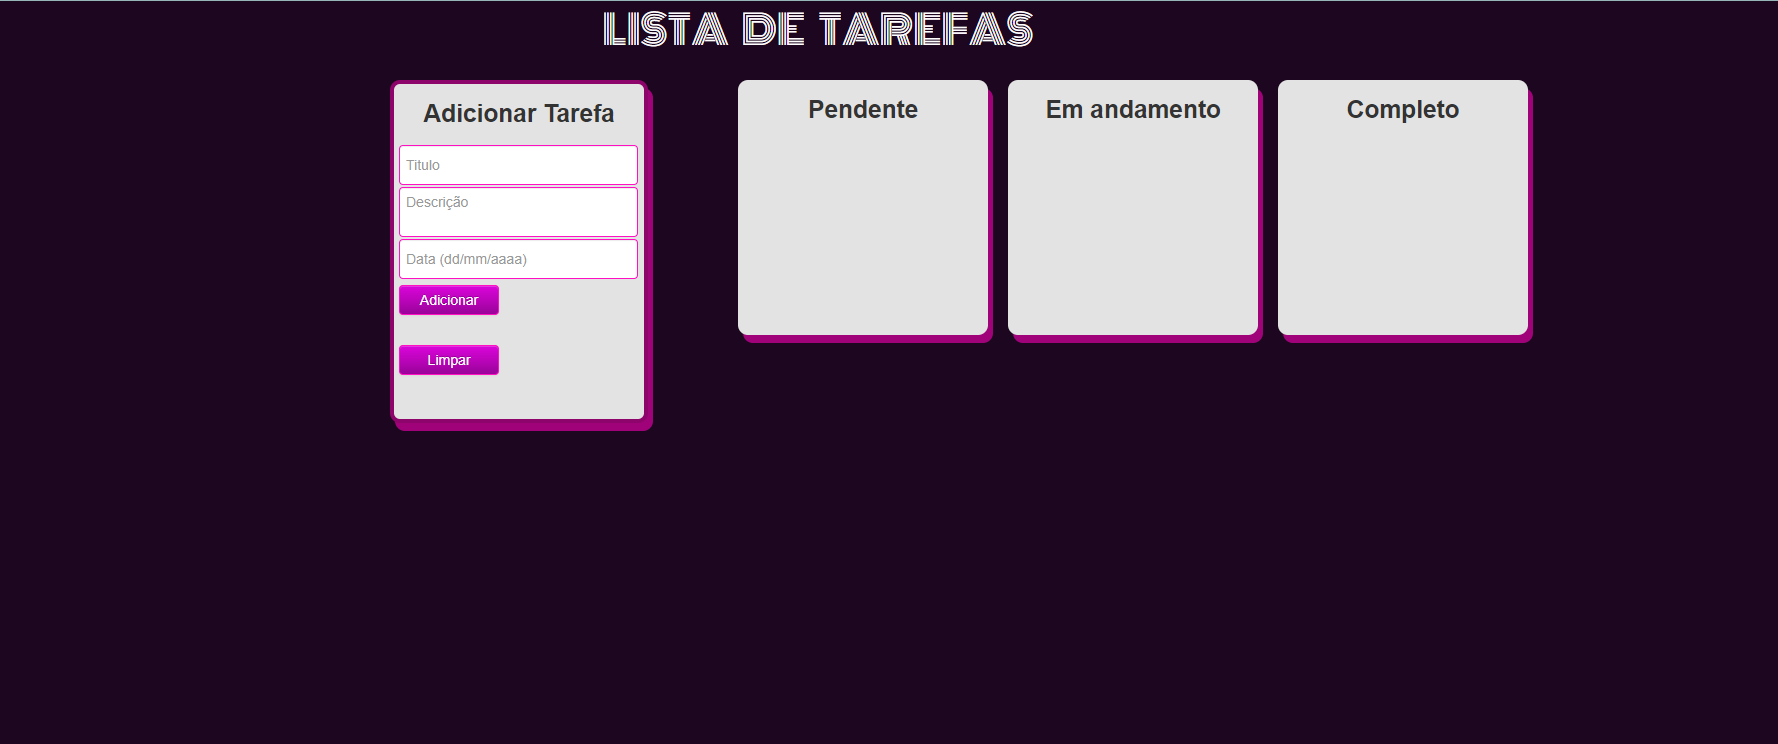 LISTA DE TAREFAS
Adicionar Tarefa
Titulo
Descrição
Data (dd/mm/aaaa)
Adicionar
Limpar
Pendente
Em andamento
Completo